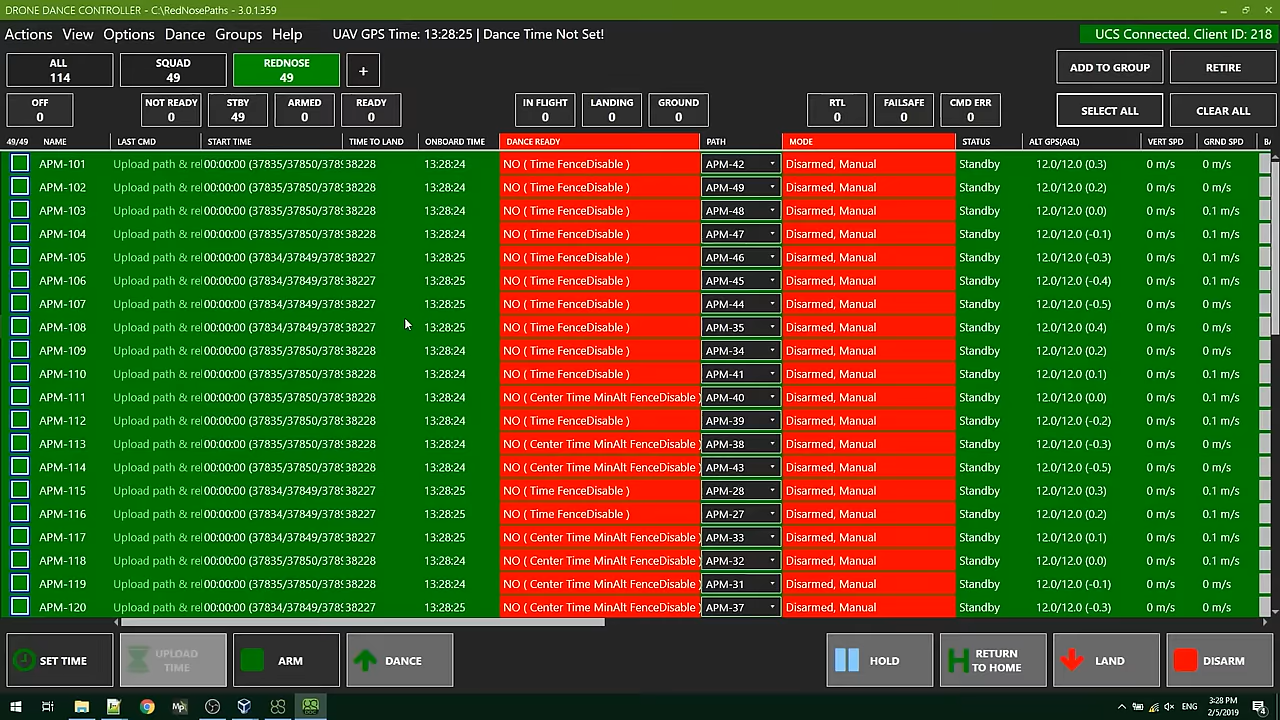 DRONE DANCE CONTROLLER - C:\RedNosePaths - 3.0.1.359
Actions View Options Dance Groups Help UAV GPS Time: 13:28:25 | Dance Time Not Set! UCS Connected. Client ID: 218
ALL 114 SQUAD 49 REDNOSE 49 + ADD TO GROUP RETIRE
OFF 0 NOT READY 0 STBY 49 ARMED 0 READY 0 IN FLIGHT 0 LANDING 0 GROUND 0 RTL 0 FAILSAFE 0 CMD ERR 0 SELECT ALL CLEAR ALL
49/49 NAME LAST CMD START TIME TIME TO LAND ONBOARD TIME DANCE READY PATH MODE STATUS ALT GPS(AGL) VERT SPD GRND SPD
APM-101 Upload path & rel 00:00:00 (37835/37850/3785 38228 13:28:24 NO ( Time FenceDisable ) APM-42 Disarmed, Manual Standby 12.0/12.0 (0.3) 0 m/s 0 m/s
APM-102 Upload path & rel 00:00:00 (37835/37850/3785 38228 13:28:24 NO ( Time FenceDisable ) APM-49 Disarmed, Manual Standby 12.0/12.0 (0.2) 0 m/s 0 m/s
APM-103 Upload path & rel 00:00:00 (37835/37850/3785 38228 13:28:24 NO ( Time FenceDisable ) APM-48 Disarmed, Manual Standby 12.0/12.0 (0.0) 0 m/s 0.1 m/s
APM-104 Upload path & rel 00:00:00 (37835/37850/3785 38228 13:28:24 NO ( Time FenceDisable ) APM-47 Disarmed, Manual Standby 12.0/12.0 (-0.1) 0 m/s 0.1 m/s
APM-105 Upload path & rel 00:00:00 (37834/37849/3785 38227 13:28:25 NO ( Time FenceDisable ) APM-46 Disarmed, Manual Standby 12.0/12.0 (-0.3) 0 m/s 0.1 m/s
APM-106 Upload path & rel 00:00:00 (37835/37850/3785 38228 13:28:25 NO ( Time FenceDisable ) APM-45 Disarmed, Manual Standby 12.0/12.0 (-0.4) 0 m/s 0.1 m/s
APM-107 Upload path & rel 00:00:00 (37834/37849/3785 38227 13:28:25 NO ( Time FenceDisable ) APM-44 Disarmed, Manual Standby 12.0/12.0 (-0.5) 0 m/s 0.1 m/s
APM-108 Upload path & rel 00:00:00 (37834/37849/3785 38227 13:28:25 NO ( Time FenceDisable ) APM-35 Disarmed, Manual Standby 12.0/12.0 (0.4) 0 m/s 0.1 m/s
APM-109 Upload path & rel 00:00:00 (37835/37850/3785 38228 13:28:24 NO ( Time FenceDisable ) APM-34 Disarmed, Manual Standby 12.0/12.0 (0.2) 0 m/s 0.1 m/s
APM-110 Upload path & rel 00:00:00 (37835/37850/3785 38228 13:28:24 NO ( Time FenceDisable ) APM-41 Disarmed, Manual Standby 12.0/12.0 (0.1) 0 m/s 0.1 m/s
APM-111 Upload path & rel 00:00:00 (37835/37850/3785 38228 13:28:24 NO ( Center Time MinAlt FenceDisable ) APM-40 Disarmed, Manual Standby 12.0/12.0 (0.0) 0 m/s 0.1 m/s
APM-112 Upload path & rel 00:00:00 (37835/37850/3785 38228 13:28:25 NO ( Time FenceDisable ) APM-39 Disarmed, Manual Standby 12.0/12.0 (-0.2) 0 m/s 0.1 m/s
APM-113 Upload path & rel 00:00:00 (37835/37850/3785 38228 13:28:24 NO ( Center Time MinAlt FenceDisable APM-38 Disarmed, Manual Standby 12.0/12.0 (-0.3) 0 m/s 0.1 m/s
APM-114 Upload path & rel 00:00:00 (37835/37850/3785 38228 13:28:24 NO ( Center Time MinAlt FenceDisable APM-43 Disarmed, Manual Standby 12.0/12.0 (-0.5) 0 m/s 0.1 m/s
APM-115 Upload path & rel 00:00:00 (37834/37849/3785 38227 13:28:25 NO ( Time FenceDisable ) APM-28 Disarmed, Manual Standby 12.0/12.0 (0.3) 0 m/s 0.1 m/s
APM-116 Upload path & rel 00:00:00 (37834/37849/3785 38227 13:28:25 NO ( Time FenceDisable ) APM-27 Disarmed, Manual Standby 12.0/12.0 (0.2) 0 m/s 0.1 m/s
APM-117 Upload path & rel 00:00:00 (37835/37850/3785 38228 13:28:24 NO ( Center Time MinAlt FenceDisable APM-33 Disarmed, Manual Standby 12.0/12.0 (0.1) 0 m/s 0.1 m/s
APM-118 Upload path & rel 00:00:00 (37835/37850/3785 38228 13:28:24 NO ( Center Time MinAlt FenceDisable APM-32 Disarmed, Manual Standby 12.0/12.0 (0.0) 0 m/s 0.1 m/s
APM-119 Upload path & rel 00:00:00 (37835/37850/3785 38228 13:28:24 NO ( Center Time MinAlt FenceDisable APM-31 Disarmed, Manual Standby 12.0/12.0 (-0.1) 0 m/s 0.1 m/s
APM-120 Upload path & rel 00:00:00 (37834/37849/3785 38227 13:28:25 NO ( Center Time MinAlt FenceDisable APM-37 Disarmed, Manual Standby 12.0/12.0 (-0.3) 0 m/s 0.1 m/s
SET TIME UPLOAD TIME ARM DANCE HOLD RETURN TO HOME LAND DISARM
ENG 3:28 PM
2/5/2019